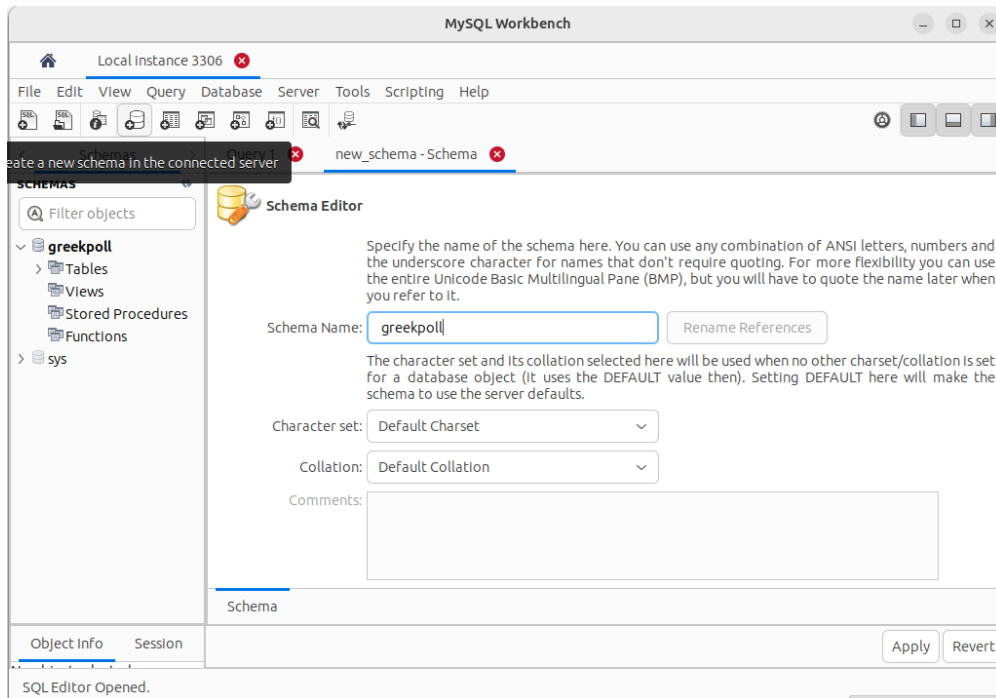 MySQL Workbench
Local instance 3306
File Edit View Query Database Server Tools Scripting Help
Schemas
Query 1
new_schema - Schema
eate a new schema in the connected server
SCHEMAS
Filter objects
greekpoll
Tables
Views
Stored Procedures
Functions
sys
Schema Editor
Specify the name of the schema here. You can use any combination of ANSI letters, numbers and
the underscore character for names that don't require quoting. For more flexibility you can use
the entire Unicode Basic Multilingual Pane (BMP), but you will have to quote the name later when
you refer to it.
Schema Name: greekpoll Rename References
The character set and its collation selected here will be used when no other charset/collation is set
for a database object (it uses the DEFAULT value then). Setting DEFAULT here will make the
schema to use the server defaults.
Character set: Default Charset
Collation: Default Collation
Comments:
Schema
Object Info Session
Apply Revert
SQL Editor Opened.